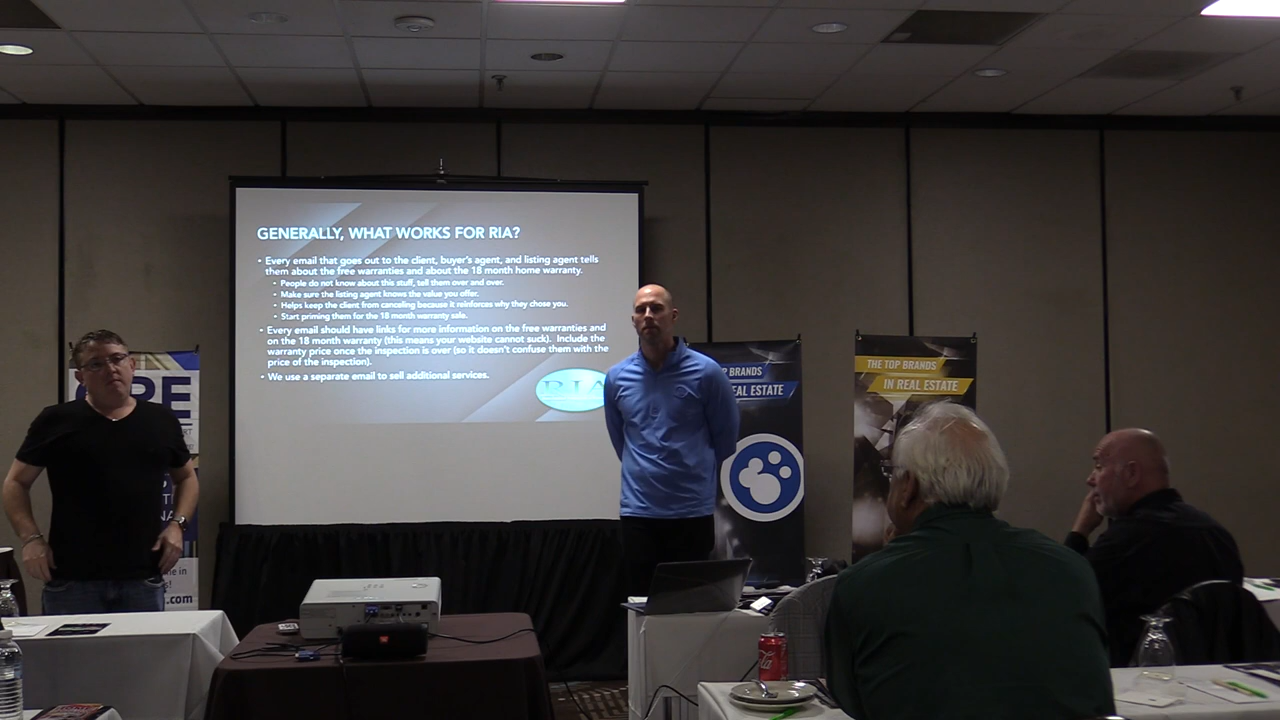 GENERALLY, WHAT WORKS FOR RIA?
• Every email that goes out to the client, buyer's agent, and listing agent tells
them about the free warranties and about the 18 month home warranty.
• People do not know about this stuff, tell them over and over.
• Make sure the listing agent knows the value you offer.
• Helps keep the client from canceling because it reinforces why they chose you.
• Start priming them for the 18 month warranty sale.
• Every email should have links for more information on the free warranties and
on the 18 month warranty (this means your website cannot suck). Include the
warranty price once the inspection is over (so it doesn't confuse them with the
price of the inspection).
• We use a separate email to sell additional services.
RIA
BRANDS
EAL ESTATE
THE TOP BRANDS
IN REAL ESTATE
.com
JBL